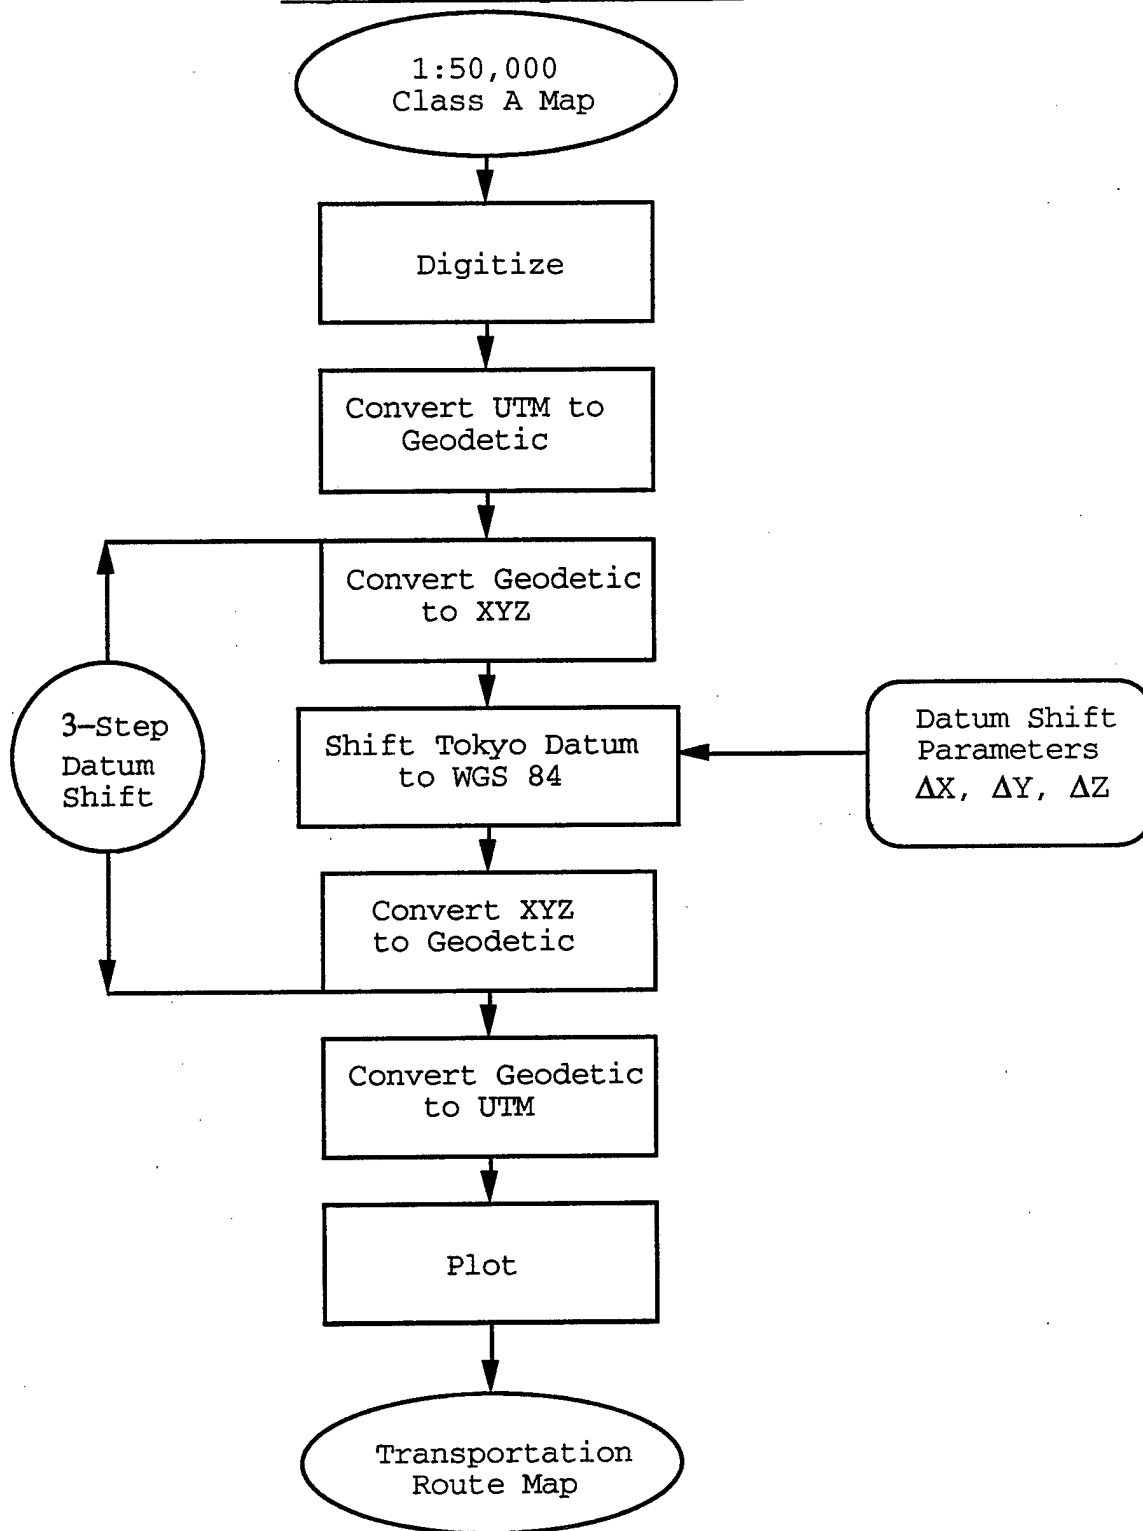 1:50,000
Class A Map
Digitize
Convert UTM to
Geodetic
Convert Geodetic
to XYZ
3-Step
Datum
Shift
Shift Tokyo Datum
to WGS 84
Datum Shift
Parameters
ΔX, ΔY, ΔZ
Convert XYZ
to Geodetic
Convert Geodetic
to UTM
Plot
Transportation
Route Map